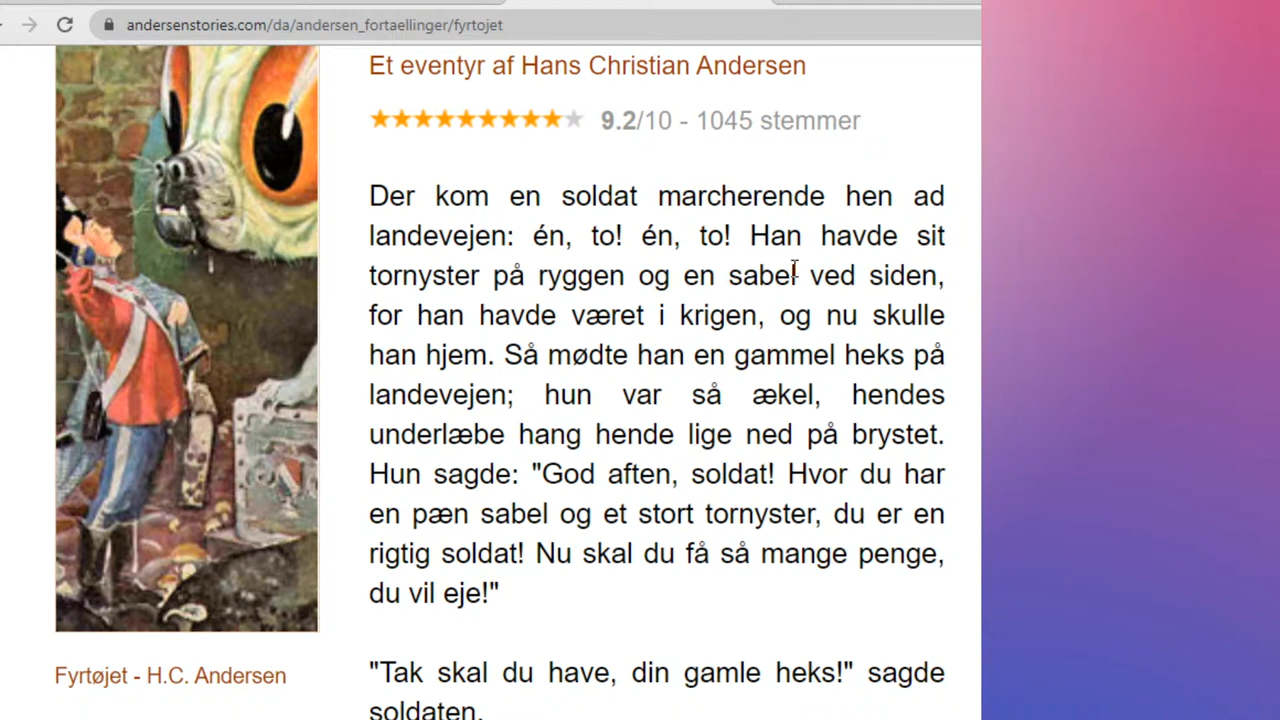 andersenstories.com/da/andersen_fortaellinger/fyrtojet
Et eventyr af Hans Christian Andersen
9.2/10 - 1045 stemmer
Der kom en soldat marcherende hen ad
landevejen: én, to! én, to! Han havde sit
tornyster på ryggen og en sabel ved siden,
for han havde været i krigen, og nu skulle
han hjem. Så mødte han en gammel heks på
landevejen; hun var så ækel, hendes
underlæbe hang hende lige ned på brystet.
Hun sagde: "God aften, soldat! Hvor du har
en pæn sabel og et stort tornyster, du er en
rigtig soldat! Nu skal du få så mange penge,
du vil eje!"
"Tak skal du have, din gamle heks!" sagde
soldaten.
Fyrtøjet - H.C. Andersen